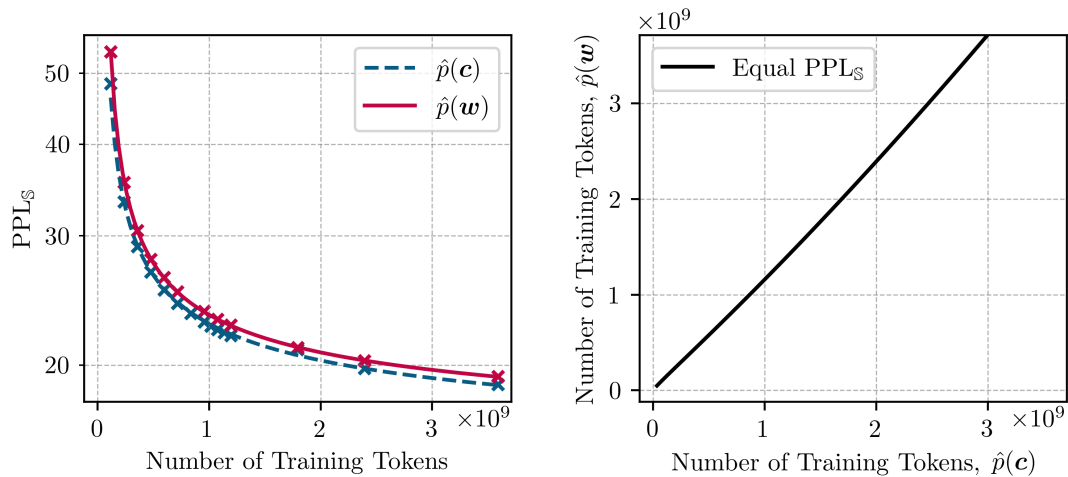 PPL𝕊
50
40
30
20
0
1
2
3
×10⁹
Number of Training Tokens
p̂(c)
p̂(w)
×10⁹
Number of Training Tokens, p̂(w)
3
2
1
0
Equal PPL𝕊
0
1
2
3
×10⁹
Number of Training Tokens, p̂(c)